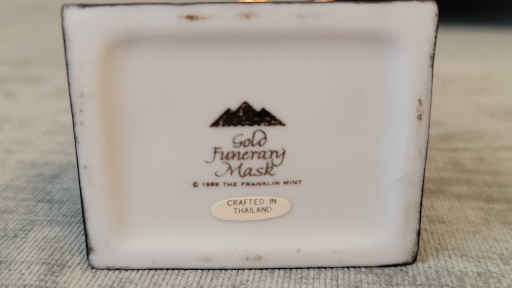 Gold
Funerary
Mask
© 1986 THE FRANKLIN MINT
CRAFTED IN
THAILAND